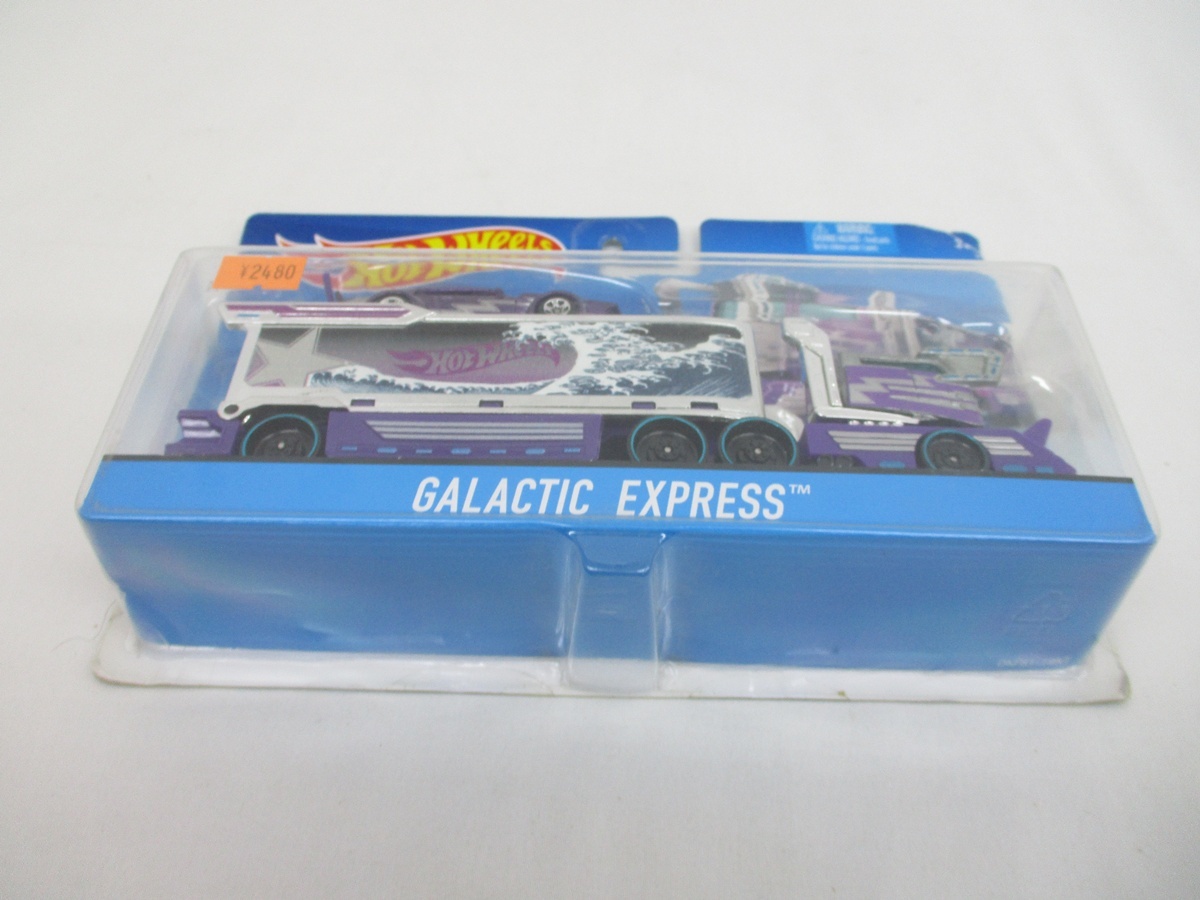 Hot Wheels
⚠ WARNING:
¥2480
HOT WHEELS
GALACTIC EXPRESS™